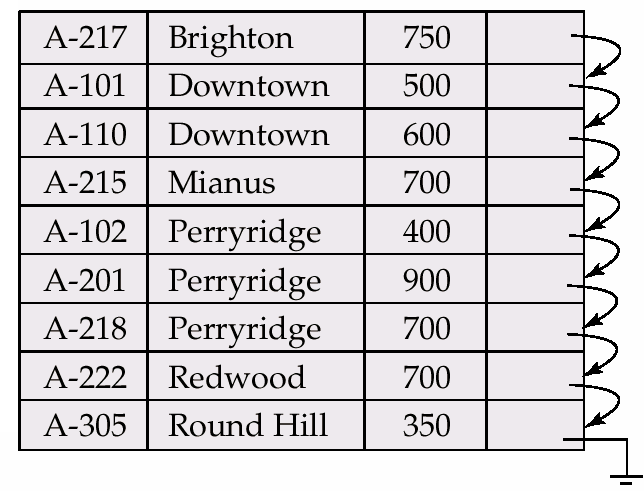 A-217 Brighton 750
A-101 Downtown 500
A-110 Downtown 600
A-215 Mianus 700
A-102 Perryridge 400
A-201 Perryridge 900
A-218 Perryridge 700
A-222 Redwood 700
A-305 Round Hill 350